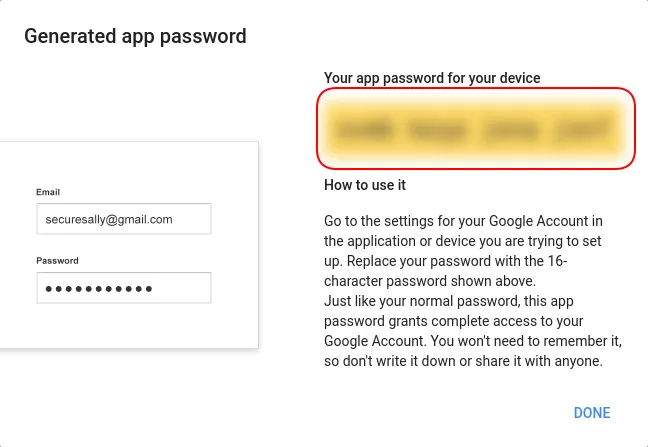 Generated app password
Your app password for your device
Email
securesally@gmail.com
Password
How to use it
Go to the settings for your Google Account in
the application or device you are trying to set
up. Replace your password with the 16-
character password shown above.
Just like your normal password, this app
password grants complete access to your
Google Account. You won't need to remember it,
so don't write it down or share it with anyone.
DONE